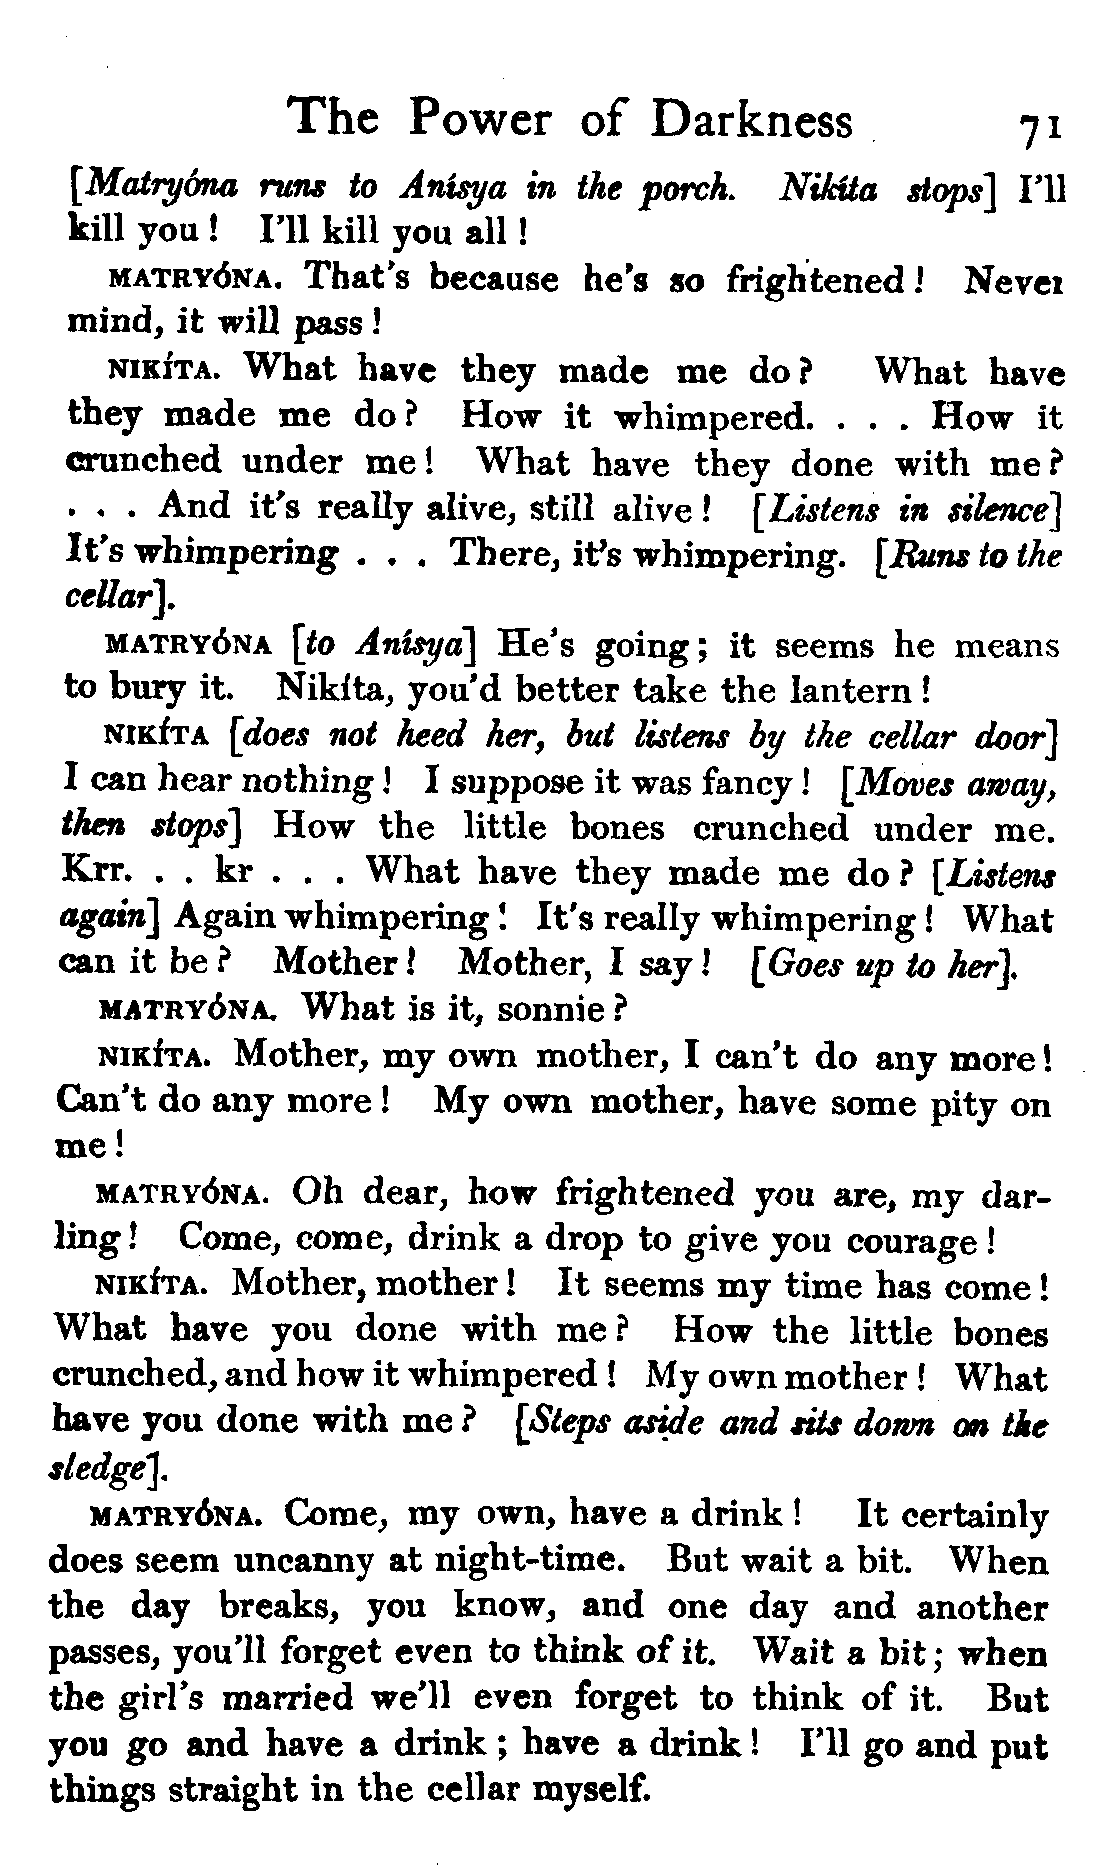 The Power of Darkness 71
[Matryóna runs to Anísya in the porch. Nikíta stops] I'll
kill you! I'll kill you all!
MATRYÓNA. That's because he's so frightened! Never
mind, it will pass!
NIKÍTA. What have they made me do? What have
they made me do? How it whimpered. . . . How it
crunched under me! What have they done with me?
. . . And it's really alive, still alive! [Listens in silence]
It's whimpering . . . There, it's whimpering. [Runs to the
cellar].
MATRYÓNA [to Anísya] He's going; it seems he means
to bury it. Nikíta, you'd better take the lantern!
NIKÍTA [does not heed her, but listens by the cellar door]
I can hear nothing! I suppose it was fancy! [Moves away,
then stops] How the little bones crunched under me.
Krr. . . kr . . . What have they made me do? [Listens
again] Again whimpering! It's really whimpering! What
can it be? Mother! Mother, I say! [Goes up to her].
MATRYÓNA. What is it, sonnie?
NIKÍTA. Mother, my own mother, I can't do any more!
Can't do any more! My own mother, have some pity on
me!
MATRYÓNA. Oh dear, how frightened you are, my dar-
ling! Come, come, drink a drop to give you courage!
NIKÍTA. Mother, mother! It seems my time has come!
What have you done with me? How the little bones
crunched, and how it whimpered! My own mother! What
have you done with me? [Steps aside and sits down on the
sledge].
MATRYÓNA. Come, my own, have a drink! It certainly
does seem uncanny at night-time. But wait a bit. When
the day breaks, you know, and one day and another
passes, you'll forget even to think of it. Wait a bit; when
the girl's married we'll even forget to think of it. But
you go and have a drink; have a drink! I'll go and put
things straight in the cellar myself.